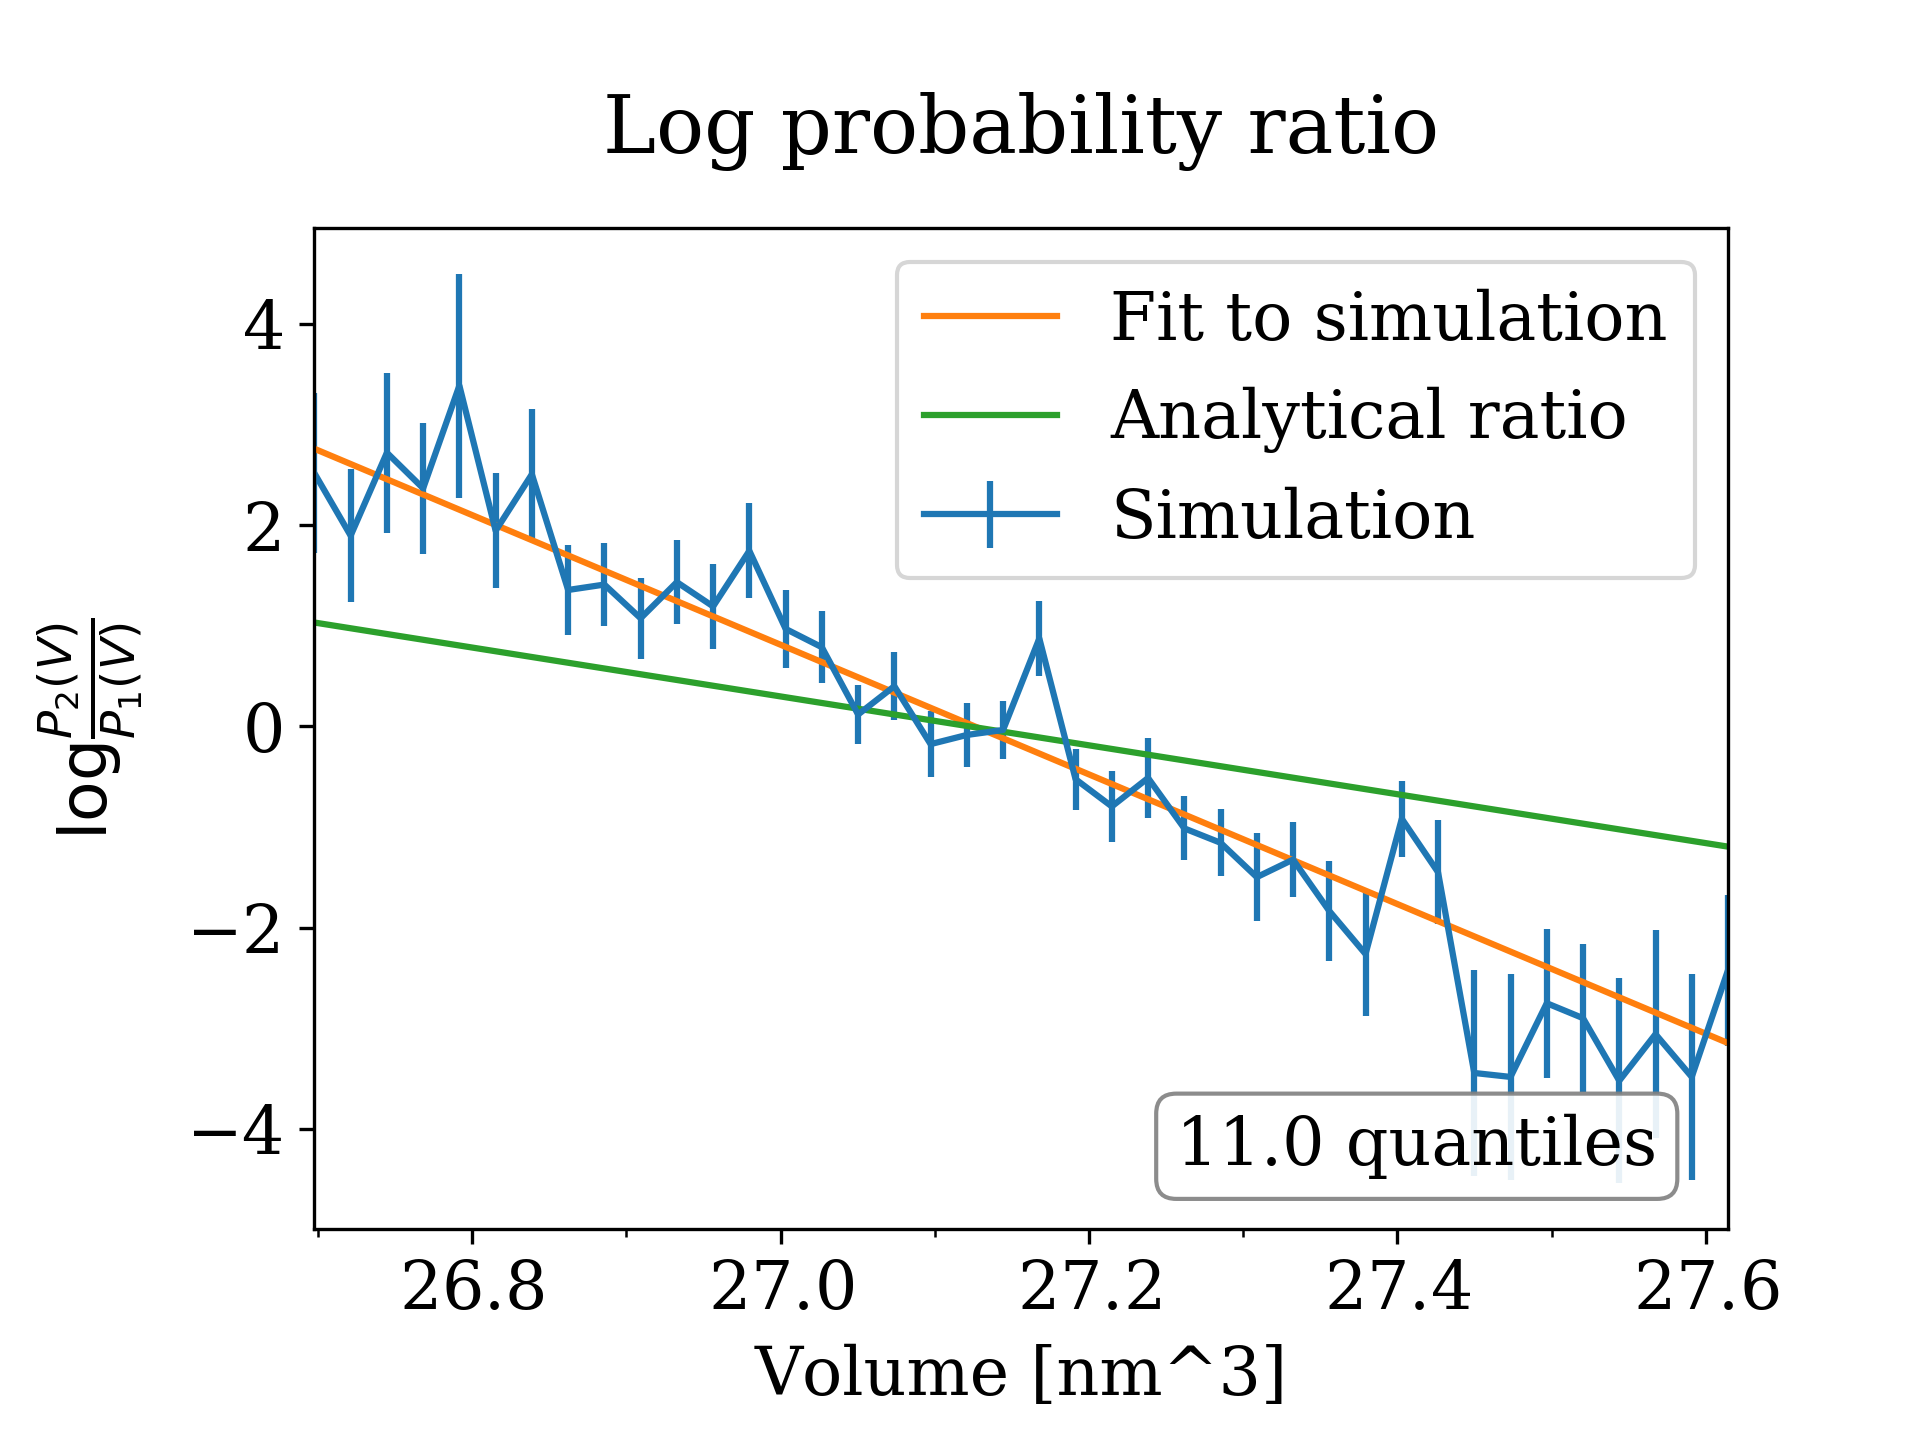 Log probability ratio
log P₂(V)/P₁(V)
4
2
0
−2
−4
Fit to simulation
Analytical ratio
Simulation
11.0 quantiles
26.8 27.0 27.2 27.4 27.6
Volume [nm^3]